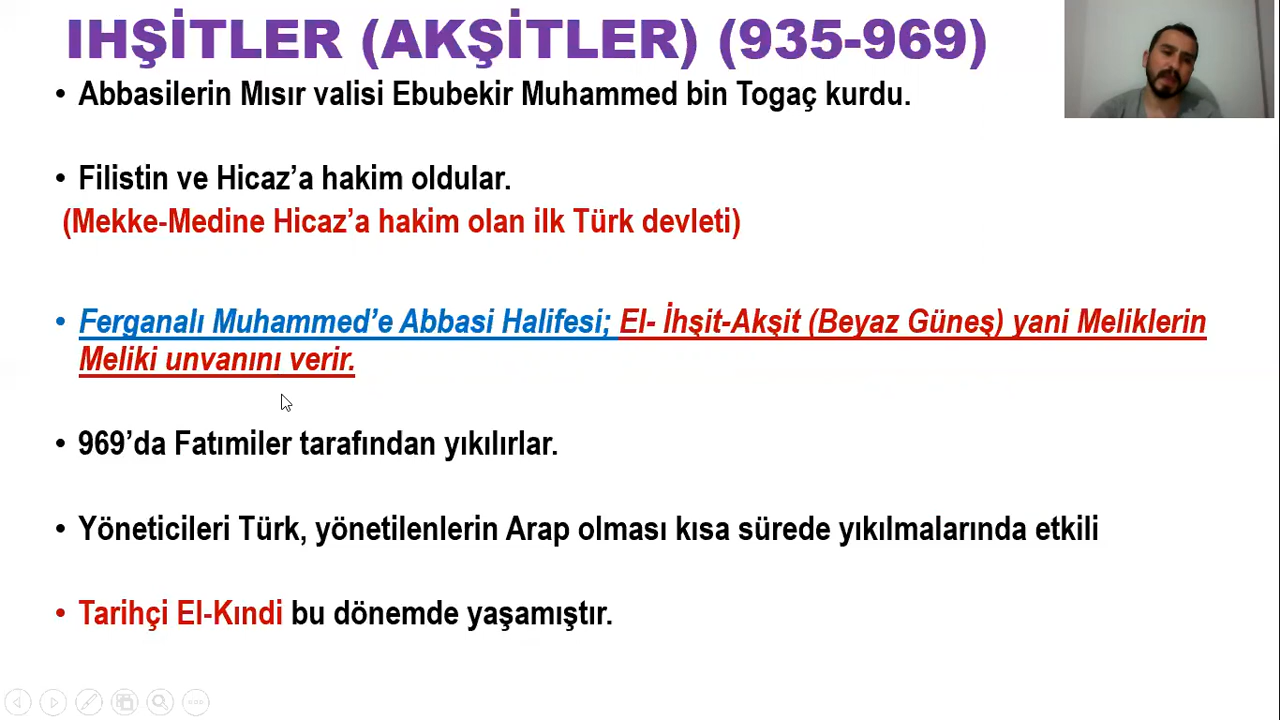 IHŞİTLER (AKŞİTLER) (935-969)
• Abbasilerin Mısır valisi Ebubekir Muhammed bin Togaç kurdu.
• Filistin ve Hicaz’a hakim oldular.
(Mekke-Medine Hicaz’a hakim olan ilk Türk devleti)
• Ferganalı Muhammed’e Abbasi Halifesi; El- İhşit-Akşit (Beyaz Güneş) yani Meliklerin
Meliki unvanını verir.
• 969’da Fatımiler tarafından yıkılırlar.
• Yöneticileri Türk, yönetilenlerin Arap olması kısa sürede yıkılmalarında etkili
• Tarihçi El-Kındi bu dönemde yaşamıştır.